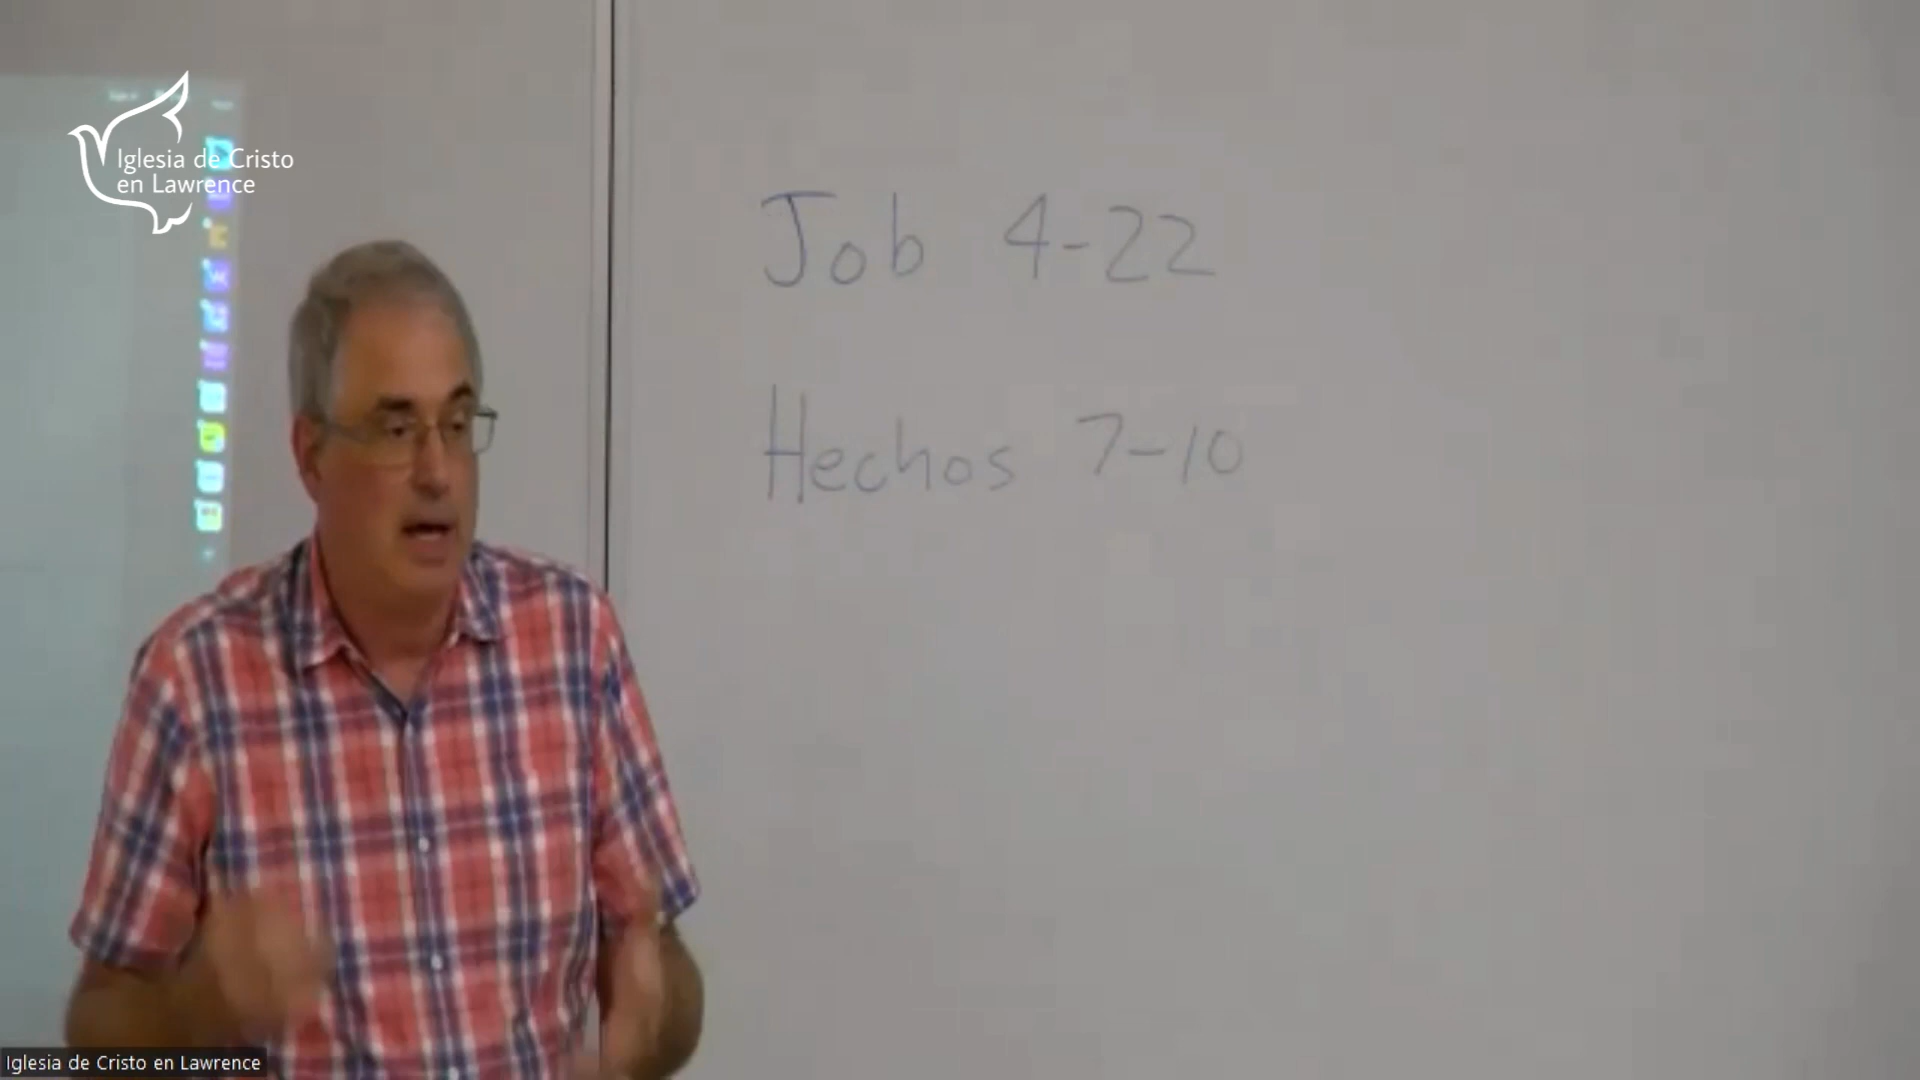 Iglesia de Cristo
en Lawrence
Job 4-22
Hechos 7-10
Iglesia de Cristo en Lawrence